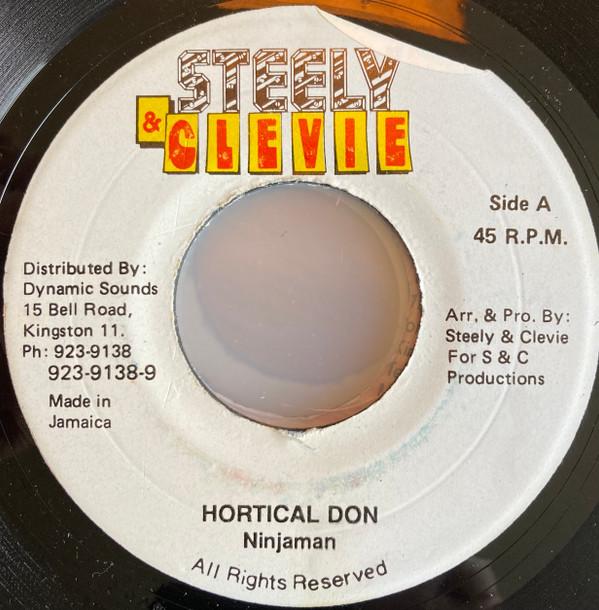 STEELY
& CLEVIE
Side A
45 R.P.M.
Distributed By:
Dynamic Sounds
15 Bell Road,
Kingston 11.
Ph: 923-9138
923-9138-9
Made in
Jamaica
Arr. & Pro. By:
Steely & Clevie
For S & C
Productions
HORTICAL DON
Ninjaman
All Rights Reserved